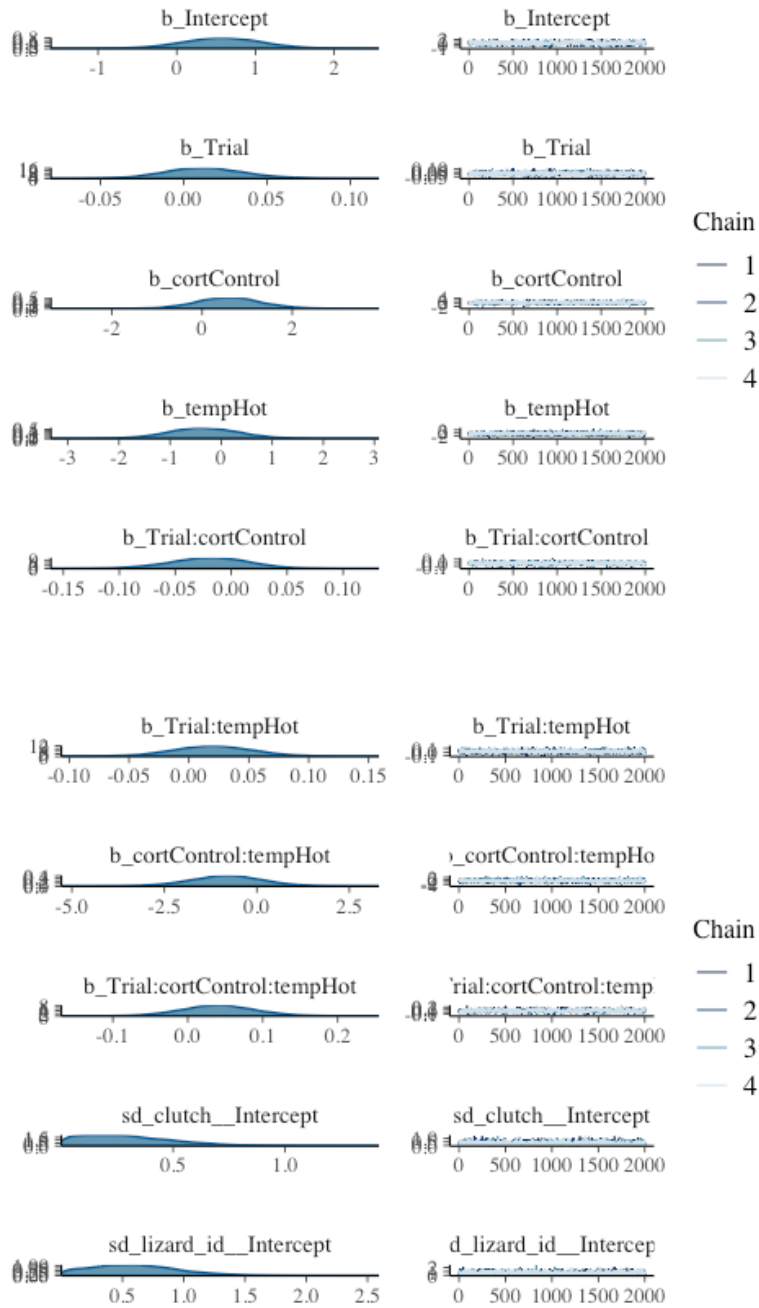 b_Intercept b_Intercept
-1 0 1 2 0 500 1000 1500 2000
b_Trial b_Trial
-0.05 0.00 0.05 0.10 0 500 1000 1500 2000
Chain
1
b_cortControl b_cortControl
2
-2 0 2 0 500 1000 1500 2000
3
4
b_tempHot b_tempHot
-3 -2 -1 0 1 2 3 0 500 1000 1500 2000
b_Trial:cortControl b_Trial:cortControl
-0.15 -0.10 -0.05 0.00 0.05 0.10 0 500 1000 1500 2000
b_Trial:tempHot b_Trial:tempHot
-0.10 -0.05 0.00 0.05 0.10 0.15 0 500 1000 1500 2000
b_cortControl:tempHot _cortControl:tempHo
-5.0 -2.5 0.0 2.5 0 500 1000 1500 2000
Chain
1
b_Trial:cortControl:tempHot rial:cortControl:temp
2
-0.1 0.0 0.1 0.2 0 500 1000 1500 2000
3
4
sd_clutch__Intercept sd_clutch__Intercept
0.5 1.0 0 500 1000 1500 2000
sd_lizard_id__Intercept d_lizard_id__Intercep
0.5 1.0 1.5 2.0 2.5 0 500 1000 1500 2000